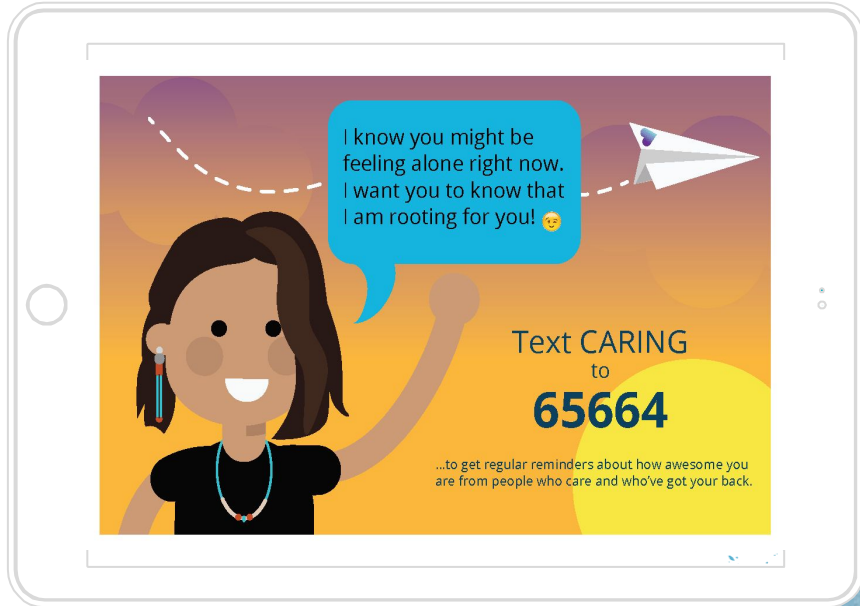 I know you might be
feeling alone right now.
I want you to know that
I am rooting for you! 😉
Text CARING
to
65664
...to get regular reminders about how awesome you
are from people who care and who’ve got your back.